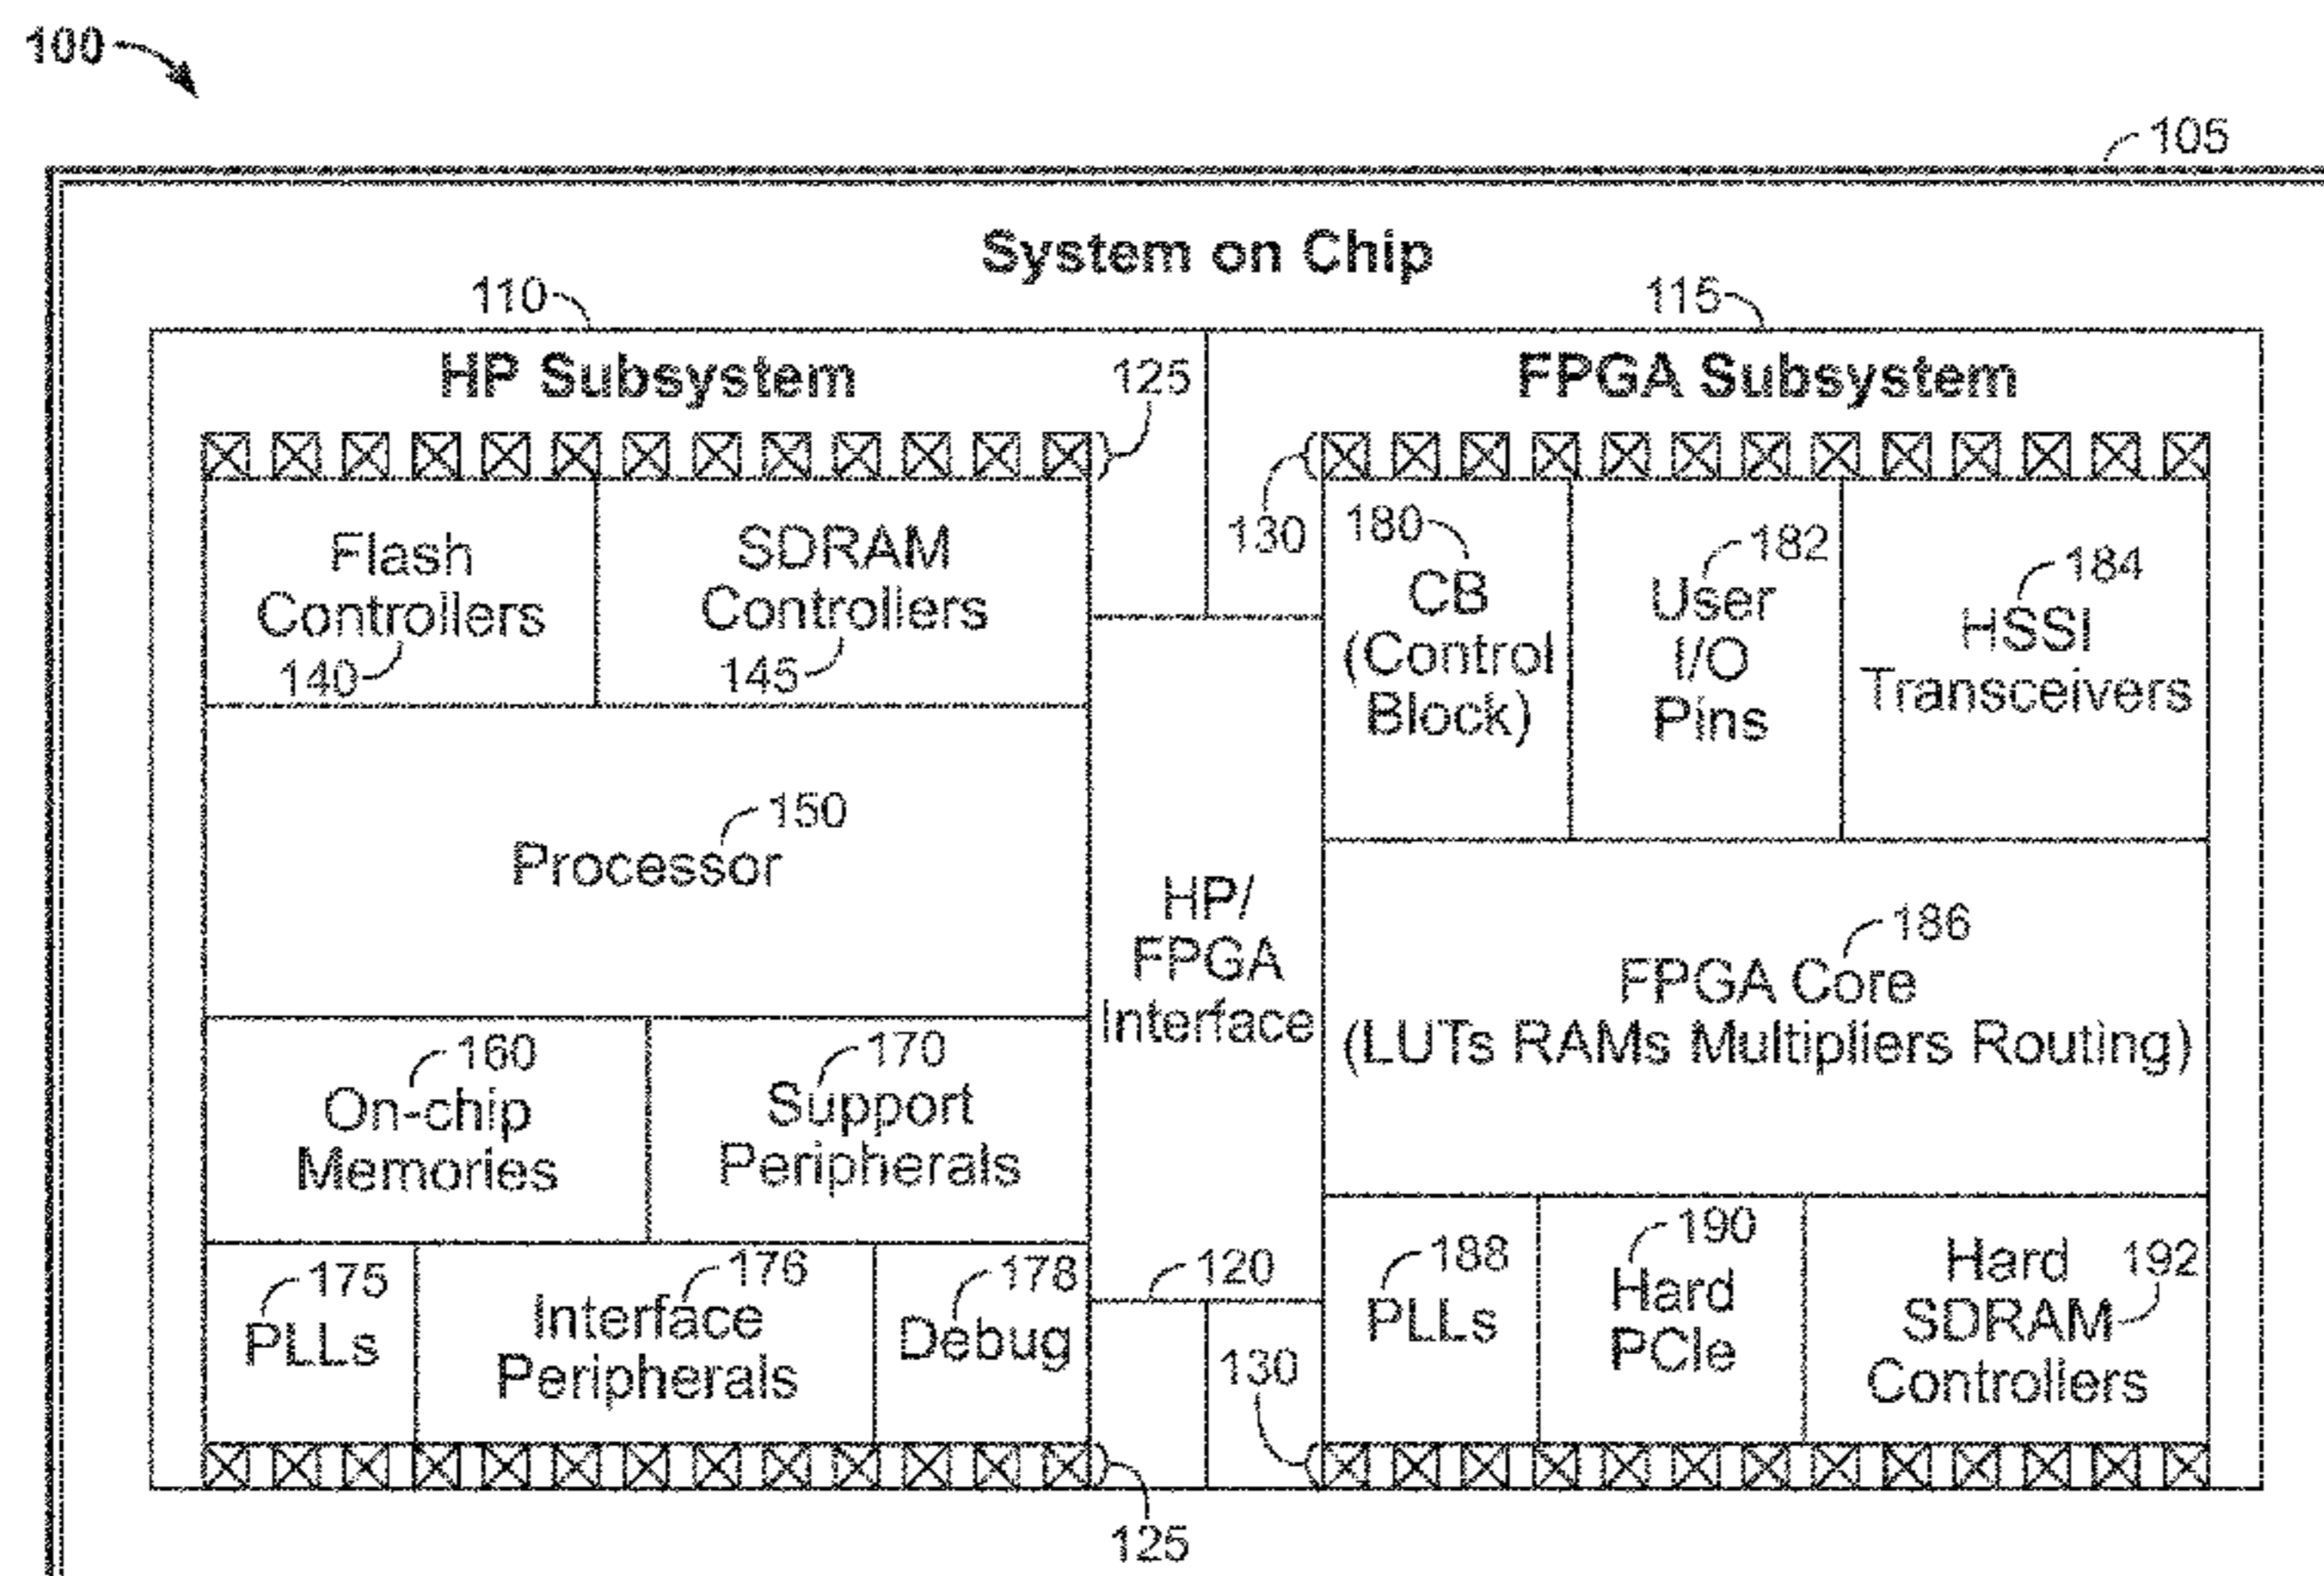 100
105
System on Chip
110
115
HP Subsystem
125
FPGA Subsystem
130
Flash
Controllers
140
SDRAM
Controllers
145
180
CB
(Control
Block)
182
User
I/O
Pins
184
HSSI
Transceivers
150
Processor
HP/
FPGA
Interface
186
FPGA Core
(LUTs RAMs Multipliers Routing)
160
On-chip
Memories
170
Support
Peripherals
175
PLLs
176
Interface
Peripherals
178
Debug
120
130
188
PLLs
190
Hard
PCIe
Hard
192
SDRAM
Controllers
125